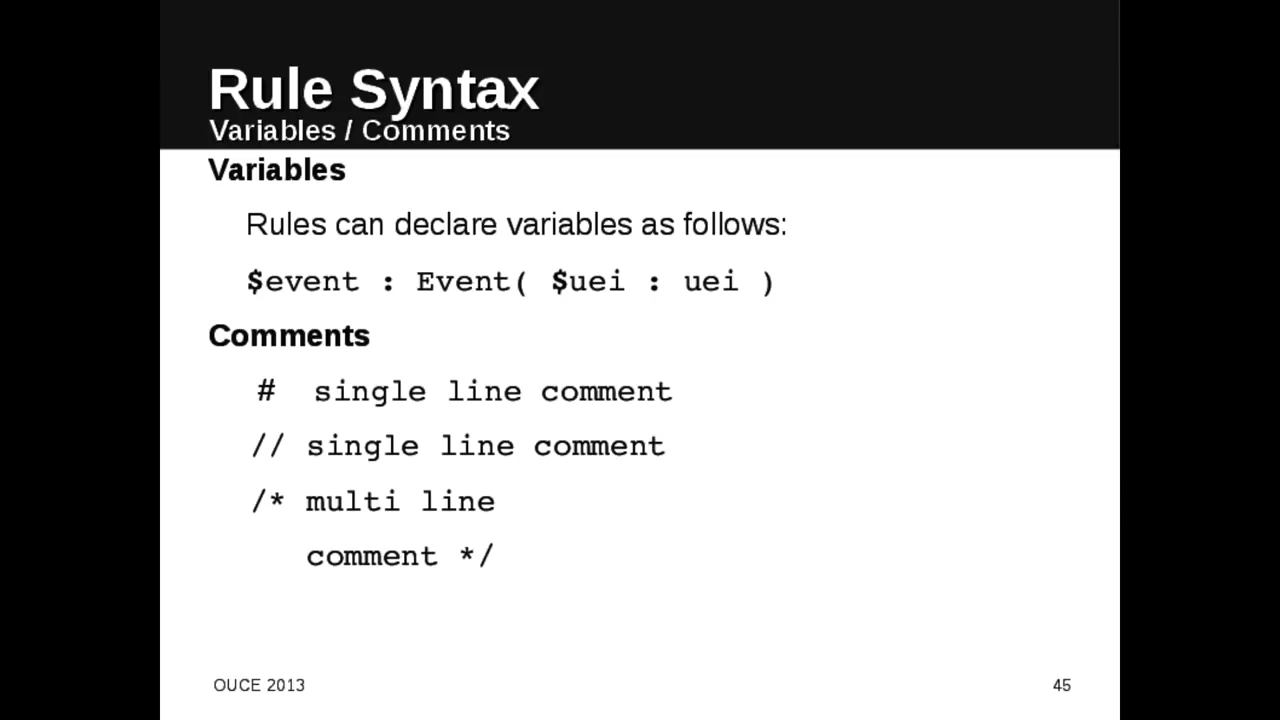 Rule Syntax
Variables / Comments
Variables
Rules can declare variables as follows:
$event : Event( $uei : uei )
Comments
# single line comment
// single line comment
/* multi line
comment */
OUCE 2013
45